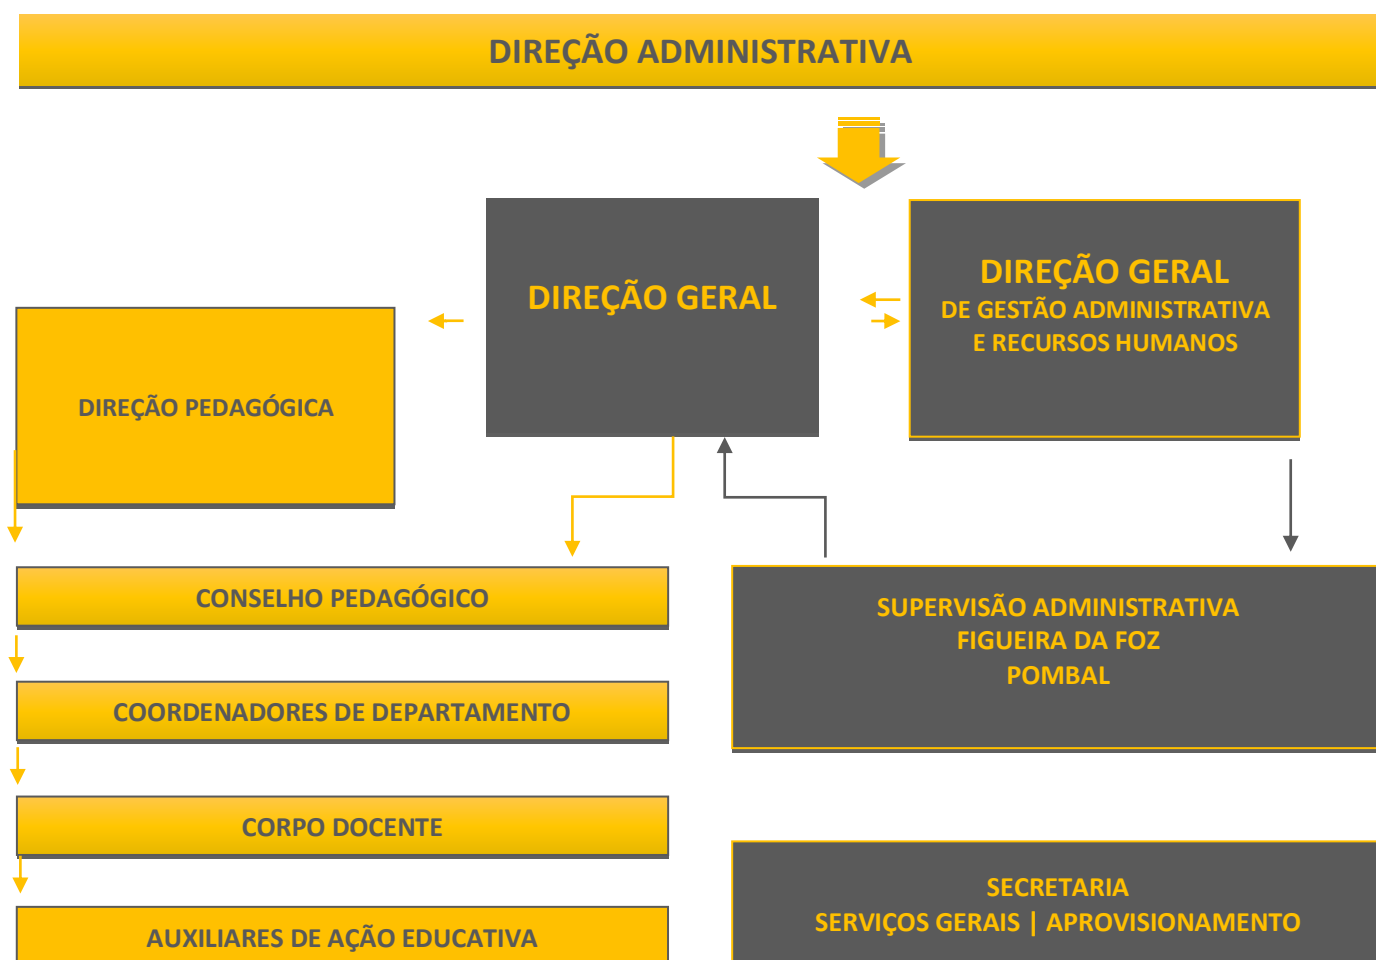 DIREÇÃO ADMINISTRATIVA
DIREÇÃO GERAL
DIREÇÃO GERAL
DE GESTÃO ADMINISTRATIVA
E RECURSOS HUMANOS
DIREÇÃO PEDAGÓGICA
CONSELHO PEDAGÓGICO
COORDENADORES DE DEPARTAMENTO
CORPO DOCENTE
AUXILIARES DE AÇÃO EDUCATIVA
SUPERVISÃO ADMINISTRATIVA
FIGUEIRA DA FOZ
POMBAL
SECRETARIA
SERVIÇOS GERAIS | APROVISIONAMENTO